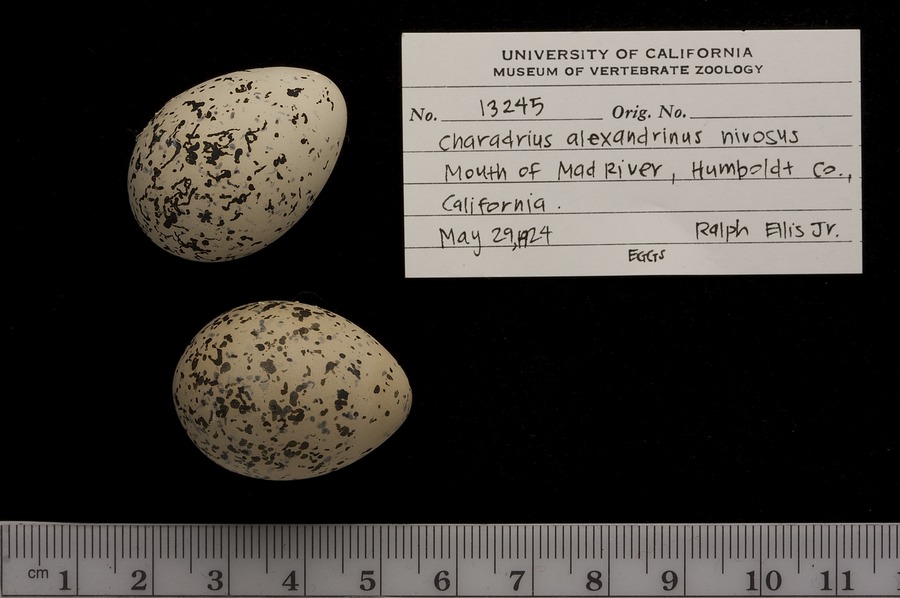 UNIVERSITY OF CALIFORNIA
MUSEUM OF VERTEBRATE ZOOLOGY
No. 13245 Orig. No.
Charadrius alexandrinus nivosus
Mouth of Mad River, Humboldt Co.,
California.
May 29, 1924 Ralph Ellis Jr.
EGGS
cm 1 2 3 4 5 6 7 8 9 10 11